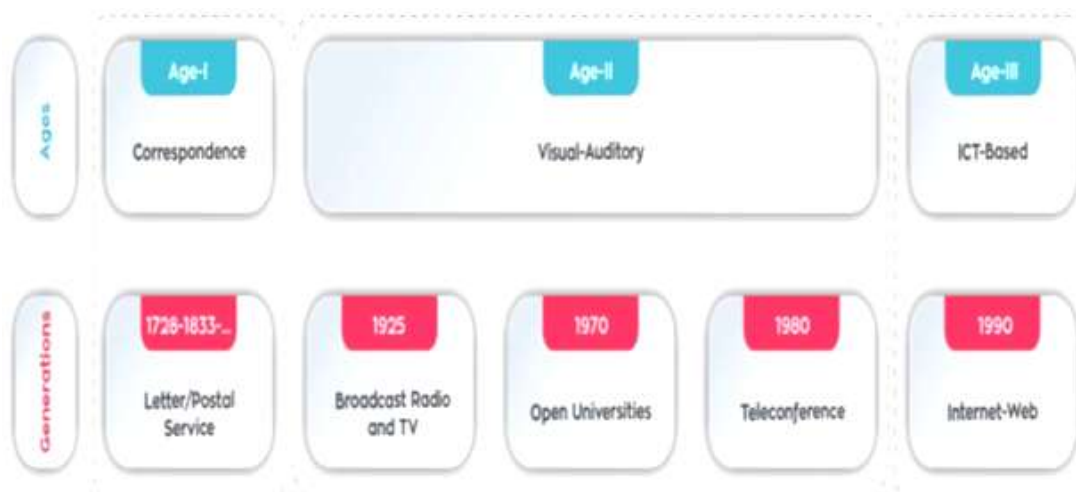 Ages
Age-I
Correspondence
Age-II
Visual-Auditory
Age-III
ICT-Based
Generations
1728-1833-...
Letter/Postal
Service
1925
Broadcast Radio
and TV
1970
Open Universities
1980
Teleconference
1990
Internet-Web